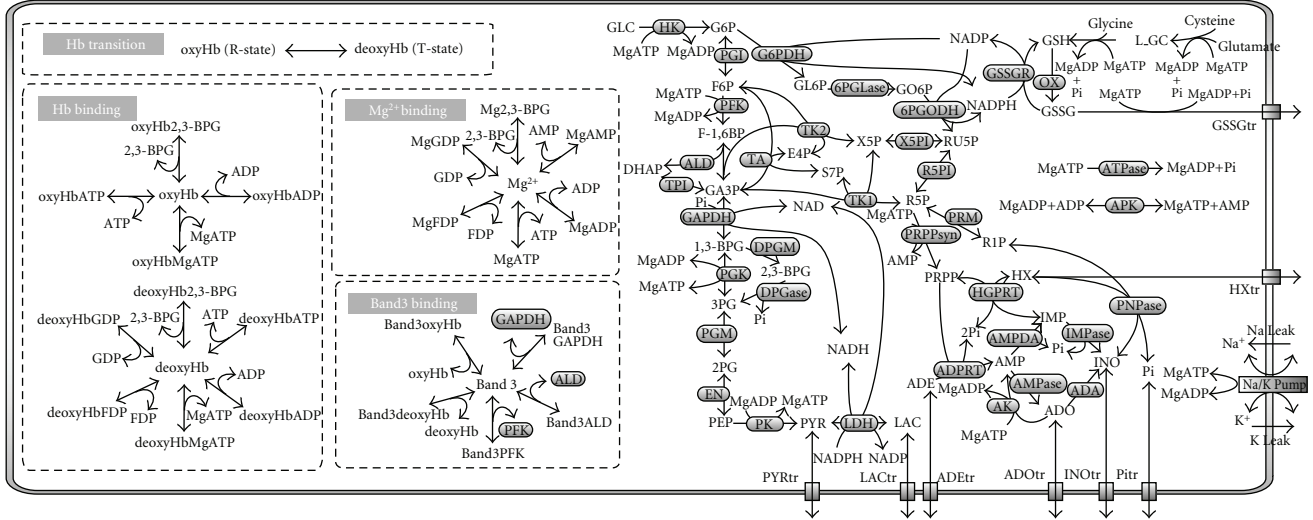 Hb transition
oxyHb (R-state)
deoxyHb (T-state)
Hb binding
oxyHb2,3-BPG
2,3-BPG
ADP
oxyHbATP
oxyHb
oxyHbADP
ATP
MgATP
oxyHbMgATP
deoxyHb2,3-BPG
deoxyHbGDP
2,3-BPG
ATP
deoxyHbATP
GDP
deoxyHb
ADP
deoxyHbFDP
FDP
MgATP
deoxyHbADP
deoxyHbMgATP
Mg2+ binding
Mg2,3-BPG
MgGDP
2,3-BPG
AMP
MgAMP
GDP
Mg2+
ADP
MgFDP
FDP
ATP
MgADP
MgATP
Band3 binding
Band3oxyHb
GAPDH
Band3
GAPDH
oxyHb
Band 3
ALD
Band3deoxyHb
deoxyHb
PFK
Band3ALD
Band3PFK
GLC
HK
G6P
MgATP
MgADP
PGI
G6PDH
NADP
GSH
Glycine
Cysteine
L-GC
Glutamate
MgADP
+
Pi
MgATP
MgADP
+
Pi
MgATP
GSSGR
OX
F6P
GL6P
6PGLase
GO6P
NADPH
GSSG
MgATP
MgADP+Pi
GSSGtr
MgATP
PFK
MgADP
6PGODH
F-1,6BP
TK2
X5P
X5PI
RU5P
ALD
TA
E4P
DHAP
S7P
R5PI
MgATP
ATPase
MgADP+Pi
TPI
GA3P
Pi
NAD
TK1
R5P
MgATP
PRM
MgADP+ADP
APK
MgATP+AMP
GAPDH
PRPPsyn
R1P
1,3-BPG
DPGM
AMP
MgADP
PGK
2,3-BPG
PRPP
HX
HXtr
MgATP
DPGase
HGPRT
PNPase
3PG
Pi
IMP
PGM
2Pi
AMPDA
Pi
IMPase
NADH
Na Leak
Na+
2PG
ADPRT
AMP
INO
Pi
MgATP
EN
ADE
MgADP
AMPase
ADA
MgADP
Na/K Pump
MgADP
MgATP
AK
ADO
PEP
PK
PYR
LDH
LAC
MgATP
K+
K Leak
NADPH
NADP
PYRtr
LACtr
ADEtr
ADOtr
INOtr
Pitr